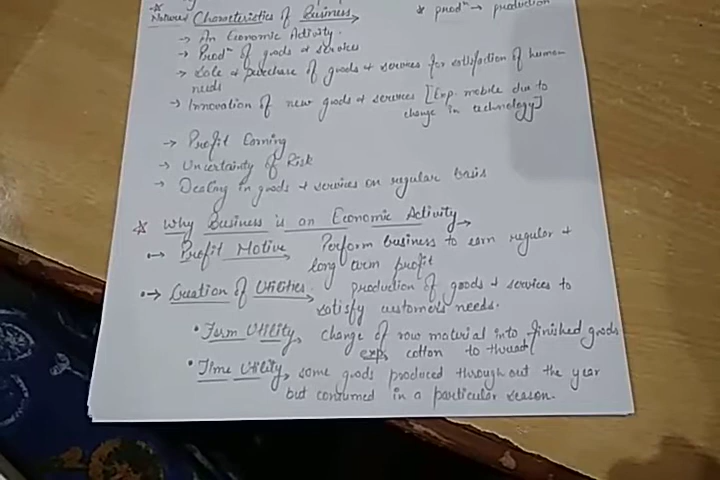 * prodⁿ → production
* Nature & Characteristics of Business →
→ An Economic Activity.
→ Prodⁿ of goods & services
→ Sale & purchase of goods & services for satisfaction of human
needs
→ Innovation of new goods & services [Exp. mobile due to
change in technology]
→ Profit Earning
→ Uncertainity of Risk
→ Dealing in goods & services on regular basis
* Why Business is an Economic Activity →
•→ Profit Motive → Perform business to earn regular &
long term profit
•→ Creation of Utilities → production of goods & services to
satisfy customers needs.
• Form Utility → Change of raw material into finished goods
exp. cotton to thread
• Time Utility → some goods produced throughout the year
but consumed in a particular season.